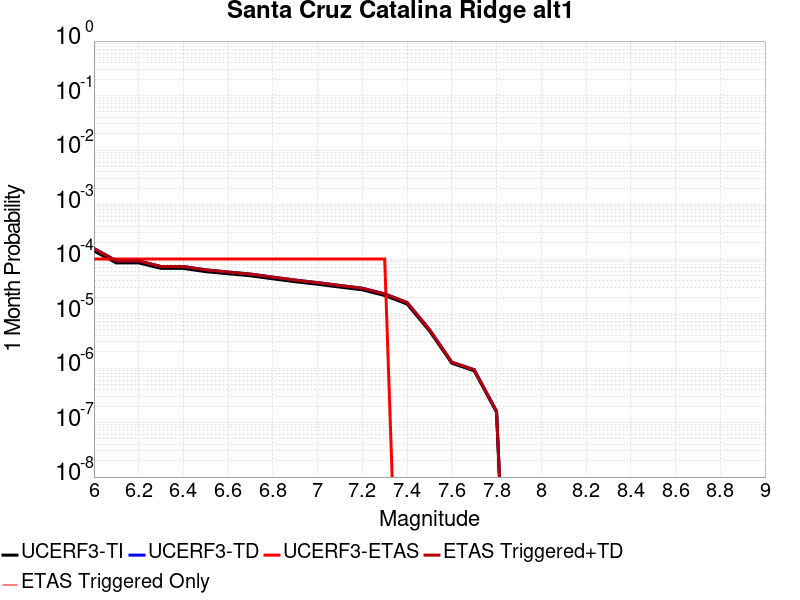 Santa Cruz Catalina Ridge alt1
10^0
10^-1
10^-2
10^-3
10^-4
10^-5
10^-6
10^-7
10^-8
1 Month Probability
6 6.2 6.4 6.6 6.8 7 7.2 7.4 7.6 7.8 8 8.2 8.4 8.6 8.8 9
Magnitude
UCERF3-TI UCERF3-TD UCERF3-ETAS ETAS Triggered+TD
ETAS Triggered Only